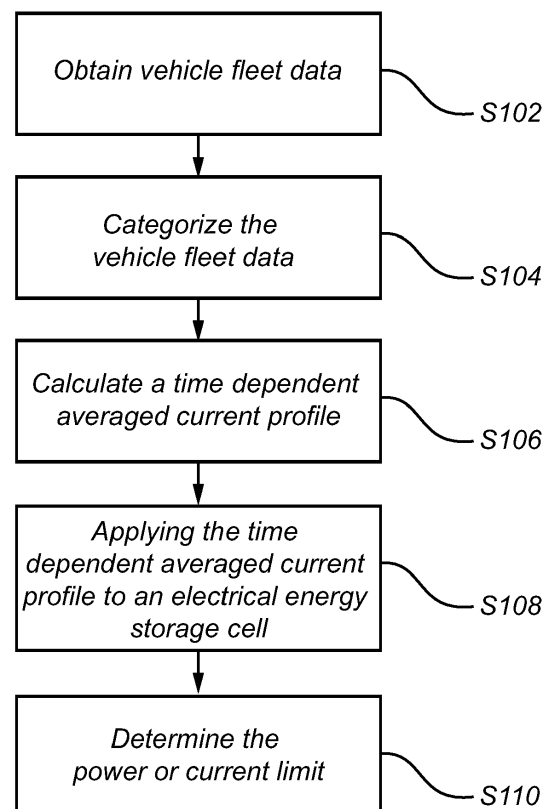 Obtain vehicle fleet data
S102
Categorize the
vehicle fleet data
S104
Calculate a time dependent
averaged current profile
S106
Applying the time
dependent averaged current
profile to an electrical energy
storage cell
S108
Determine the
power or current limit
S110